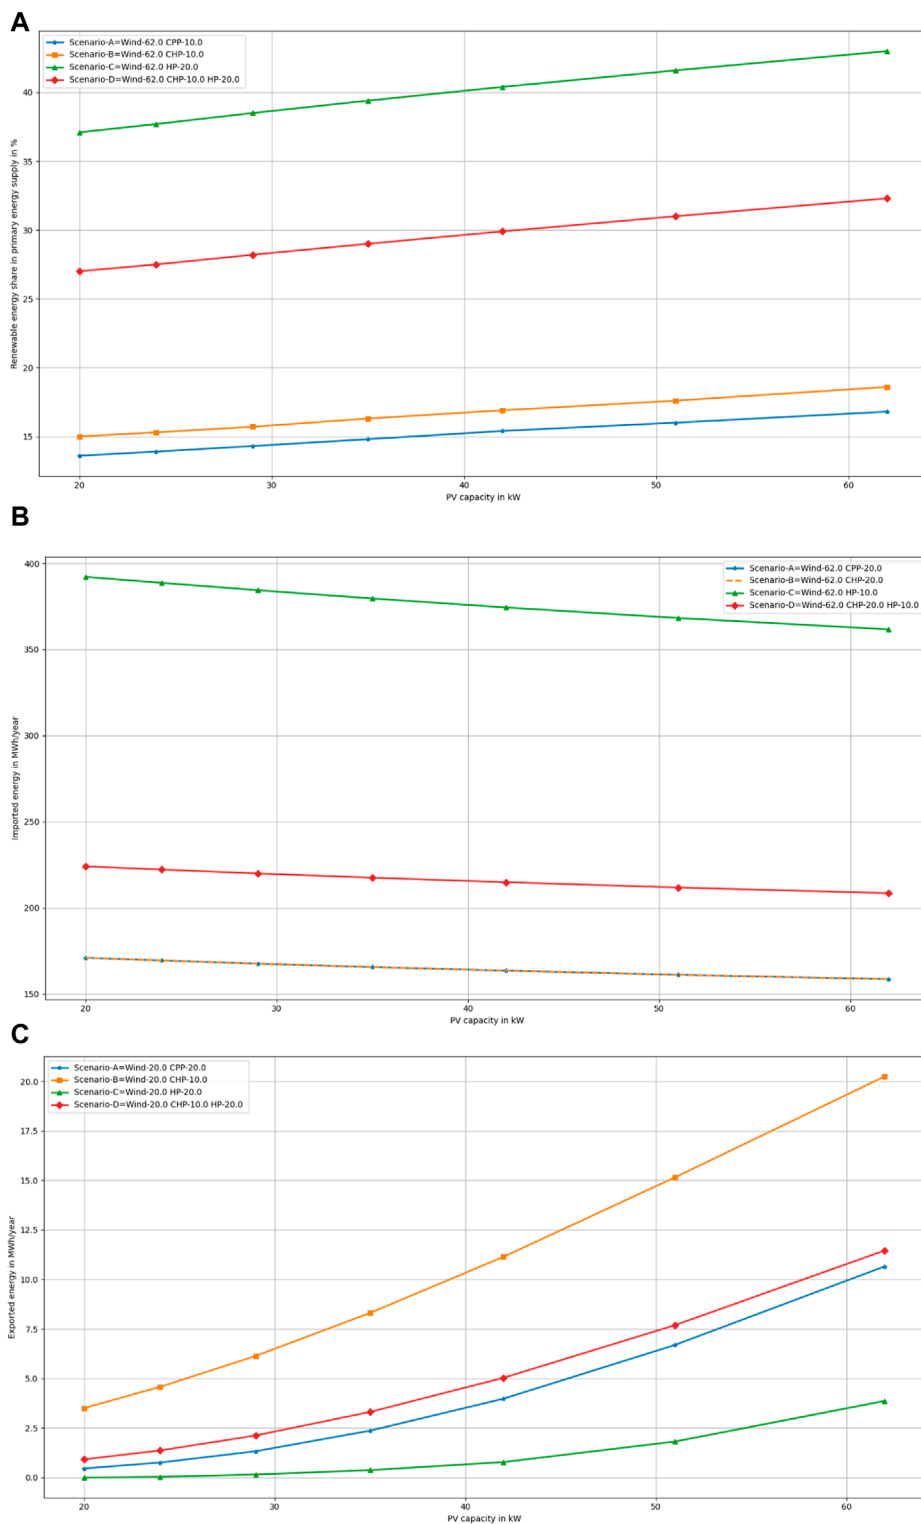 A
Scenario-A=Wind-62.0 CPP-10.0
Scenario-B=Wind-62.0 CHP-10.0
Scenario-C=Wind-62.0 HP-20.0
Scenario-D=Wind-62.0 CHP-10.0 HP-20.0
Renewable energy share in primary energy supply in %
40
35
30
25
20
15
20 30 40 50 60
PV capacity in kW
B
Scenario-A=Wind-62.0 CPP-20.0
Scenario-B=Wind-62.0 CHP-20.0
Scenario-C=Wind-62.0 HP-10.0
Scenario-D=Wind-62.0 CHP-20.0 HP-10.0
Imported energy in MWh/year
400
350
300
250
200
150
20 30 40 50 60
PV capacity in kW
C
Scenario-A=Wind-20.0 CPP-20.0
Scenario-B=Wind-20.0 CHP-10.0
Scenario-C=Wind-20.0 HP-20.0
Scenario-D=Wind-20.0 CHP-10.0 HP-20.0
Exported energy in MWh/year
20.0
17.5
15.0
12.5
10.0
7.5
5.0
2.5
0.0
20 30 40 50 60
PV capacity in kW